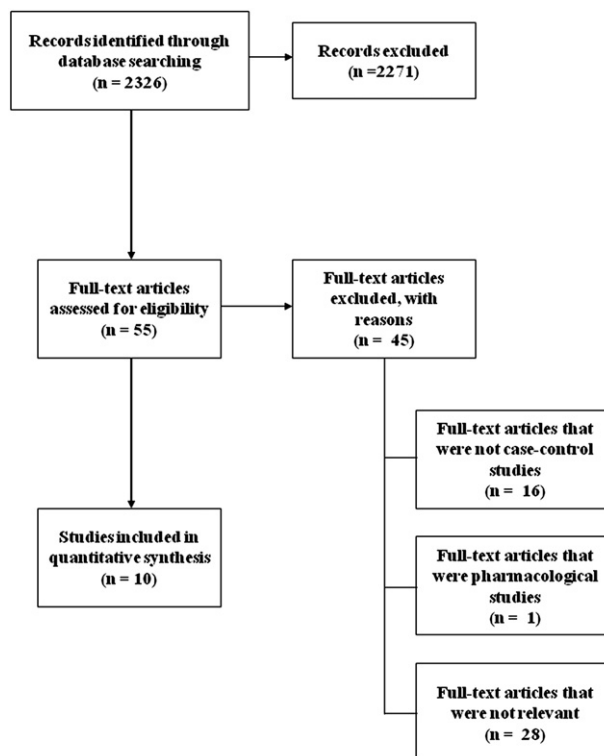 Records identified through
database searching
(n = 2326)
Records excluded
(n =2271)
Full-text articles
assessed for eligibility
(n = 55)
Full-text articles
excluded, with
reasons
(n = 45)
Full-text articles that
were not case-control
studies
(n = 16)
Studies included in
quantitative synthesis
(n = 10)
Full-text articles that
were pharmacological
studies
(n = 1)
Full-text articles that
were not relevant
(n = 28)